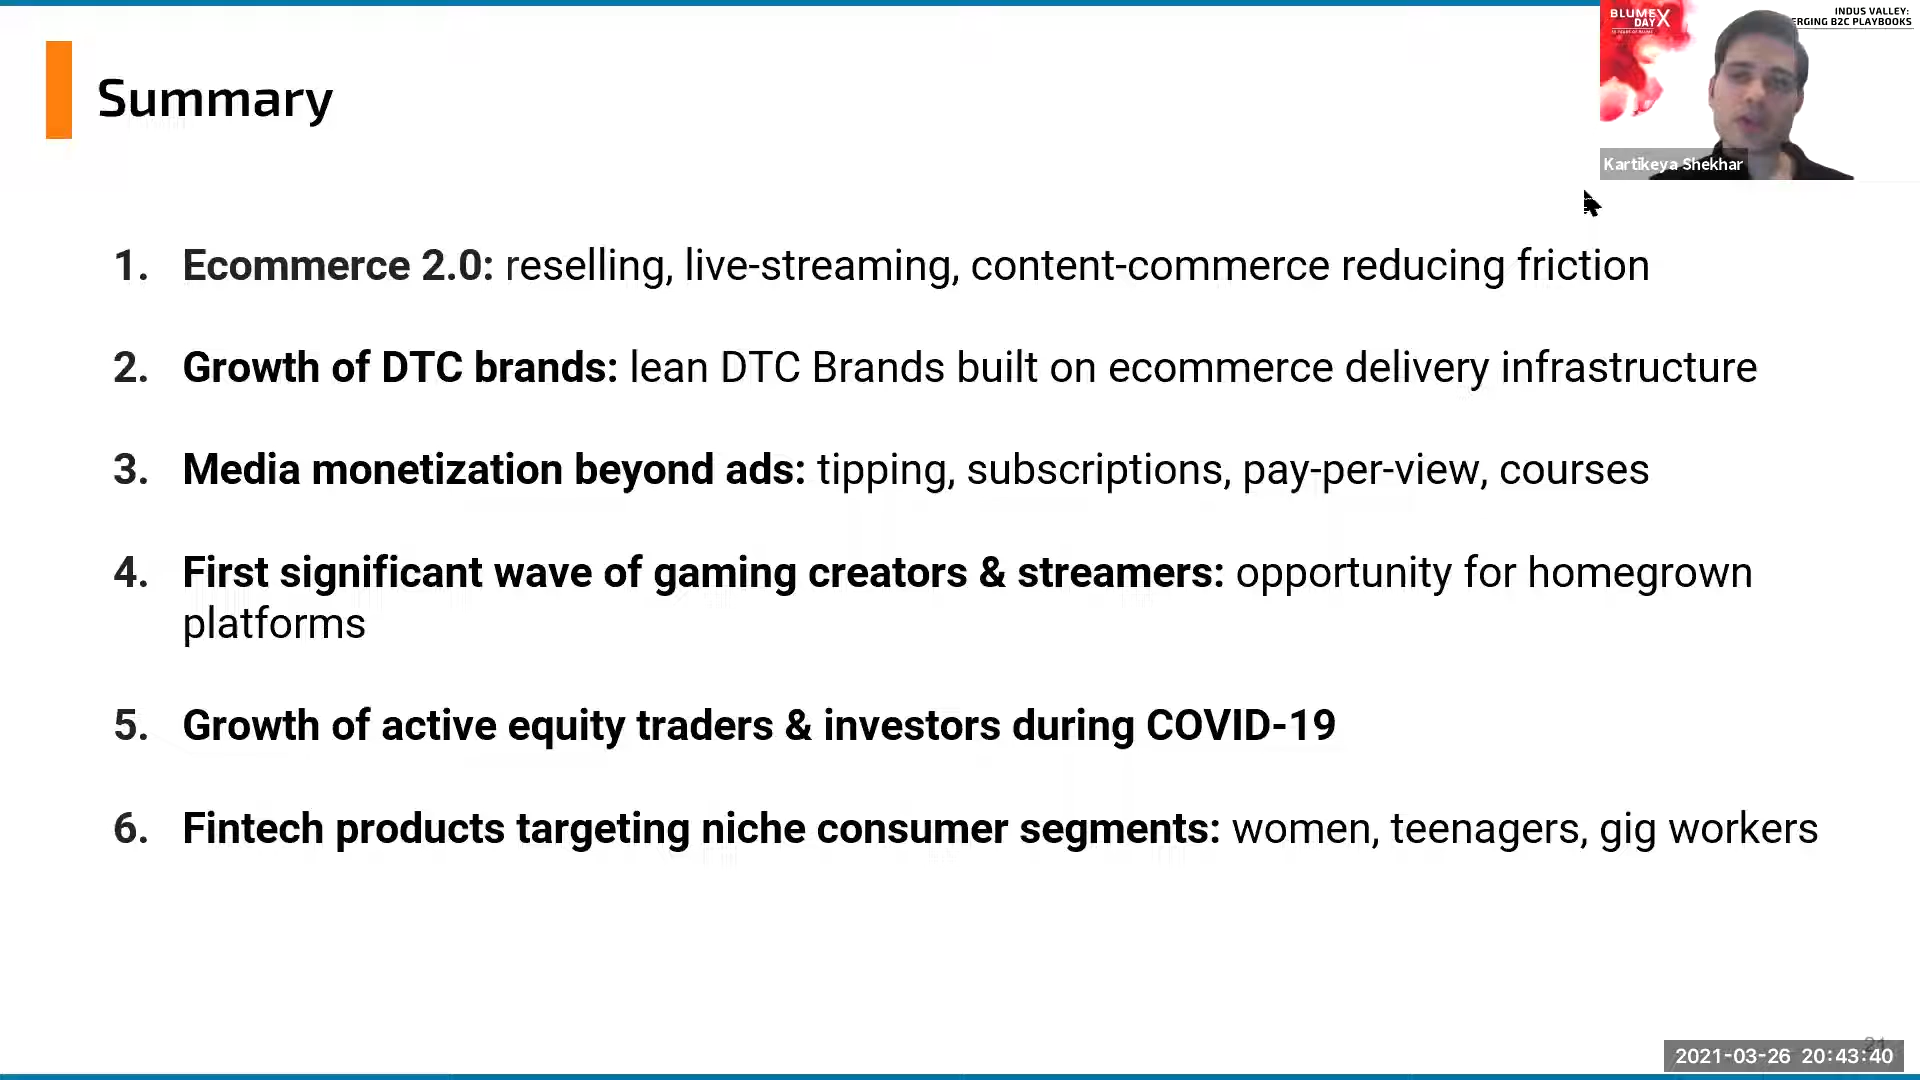 Summary
BLUME
DAY X
INDUS VALLEY:
ERGING B2C PLAYBOOKS
Kartikeya Shekhar
1. Ecommerce 2.0: reselling, live-streaming, content-commerce reducing friction
2. Growth of DTC brands: lean DTC Brands built on ecommerce delivery infrastructure
3. Media monetization beyond ads: tipping, subscriptions, pay-per-view, courses
4. First significant wave of gaming creators & streamers: opportunity for homegrown
platforms
5. Growth of active equity traders & investors during COVID-19
6. Fintech products targeting niche consumer segments: women, teenagers, gig workers
2021-03-26 20:43:40